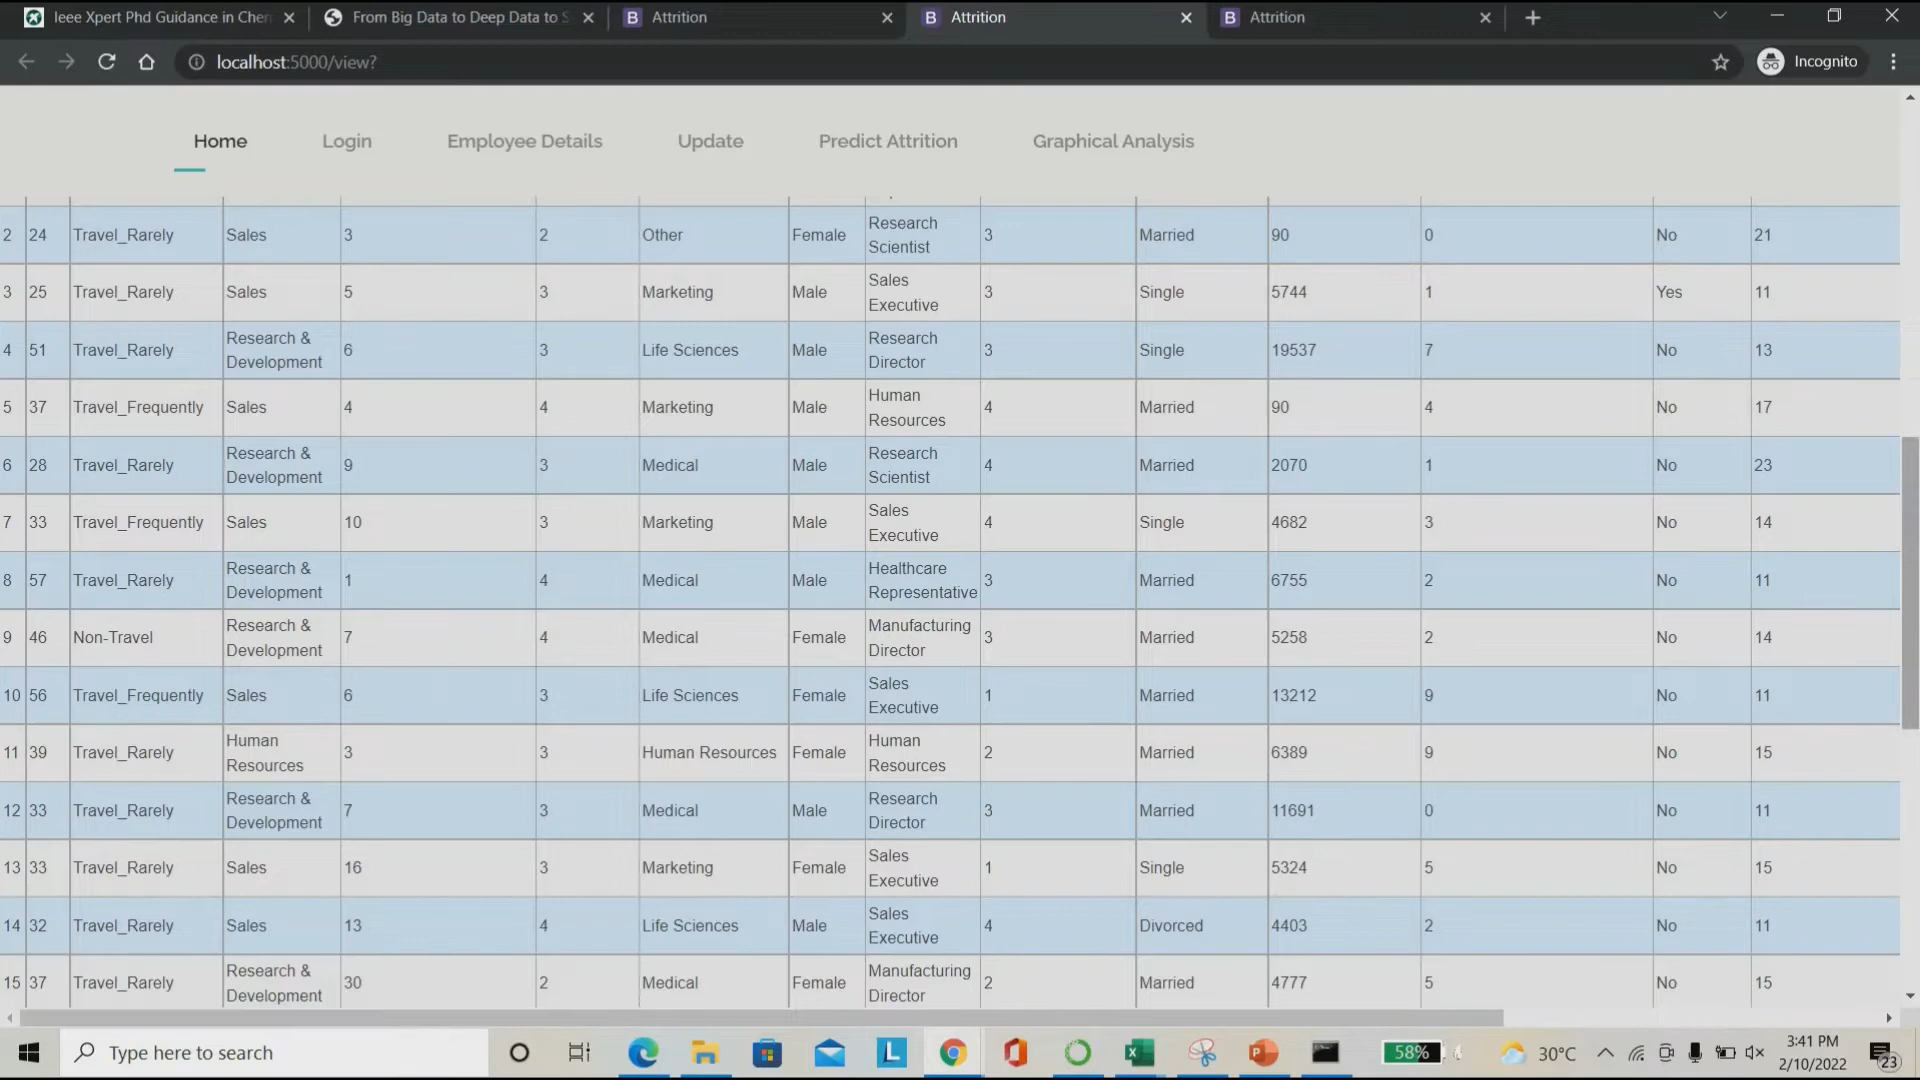 Ieee Xpert Phd Guidance in Chen
From Big Data to Deep Data to S
Attrition
Attrition
Attrition
localhost:5000/view?
Incognito
Home Login Employee Details Update Predict Attrition Graphical Analysis
2 24 Travel_Rarely Sales 3 2 Other Female Research Scientist 3 Married 90 0 No 21
3 25 Travel_Rarely Sales 5 3 Marketing Male Sales Executive 3 Single 5744 1 Yes 11
4 51 Travel_Rarely Research & Development 6 3 Life Sciences Male Research Director 3 Single 19537 7 No 13
5 37 Travel_Frequently Sales 4 4 Marketing Male Human Resources 4 Married 90 4 No 17
6 28 Travel_Rarely Research & Development 9 3 Medical Male Research Scientist 4 Married 2070 1 No 23
7 33 Travel_Frequently Sales 10 3 Marketing Male Sales Executive 4 Single 4682 3 No 14
8 57 Travel_Rarely Research & Development 1 4 Medical Male Healthcare Representative 3 Married 6755 2 No 11
9 46 Non-Travel Research & Development 7 4 Medical Female Manufacturing Director 3 Married 5258 2 No 14
10 56 Travel_Frequently Sales 6 3 Life Sciences Female Sales Executive 1 Married 13212 9 No 11
11 39 Travel_Rarely Human Resources 3 3 Human Resources Female Human Resources 2 Married 6389 9 No 15
12 33 Travel_Rarely Research & Development 7 3 Medical Male Research Director 3 Married 11691 0 No 11
13 33 Travel_Rarely Sales 16 3 Marketing Female Sales Executive 1 Single 5324 5 No 15
14 32 Travel_Rarely Sales 13 4 Life Sciences Male Sales Executive 4 Divorced 4403 2 No 11
15 37 Travel_Rarely Research & Development 30 2 Medical Female Manufacturing Director 2 Married 4777 5 No 15
Type here to search
58%
30°C
3:41 PM
2/10/2022
23